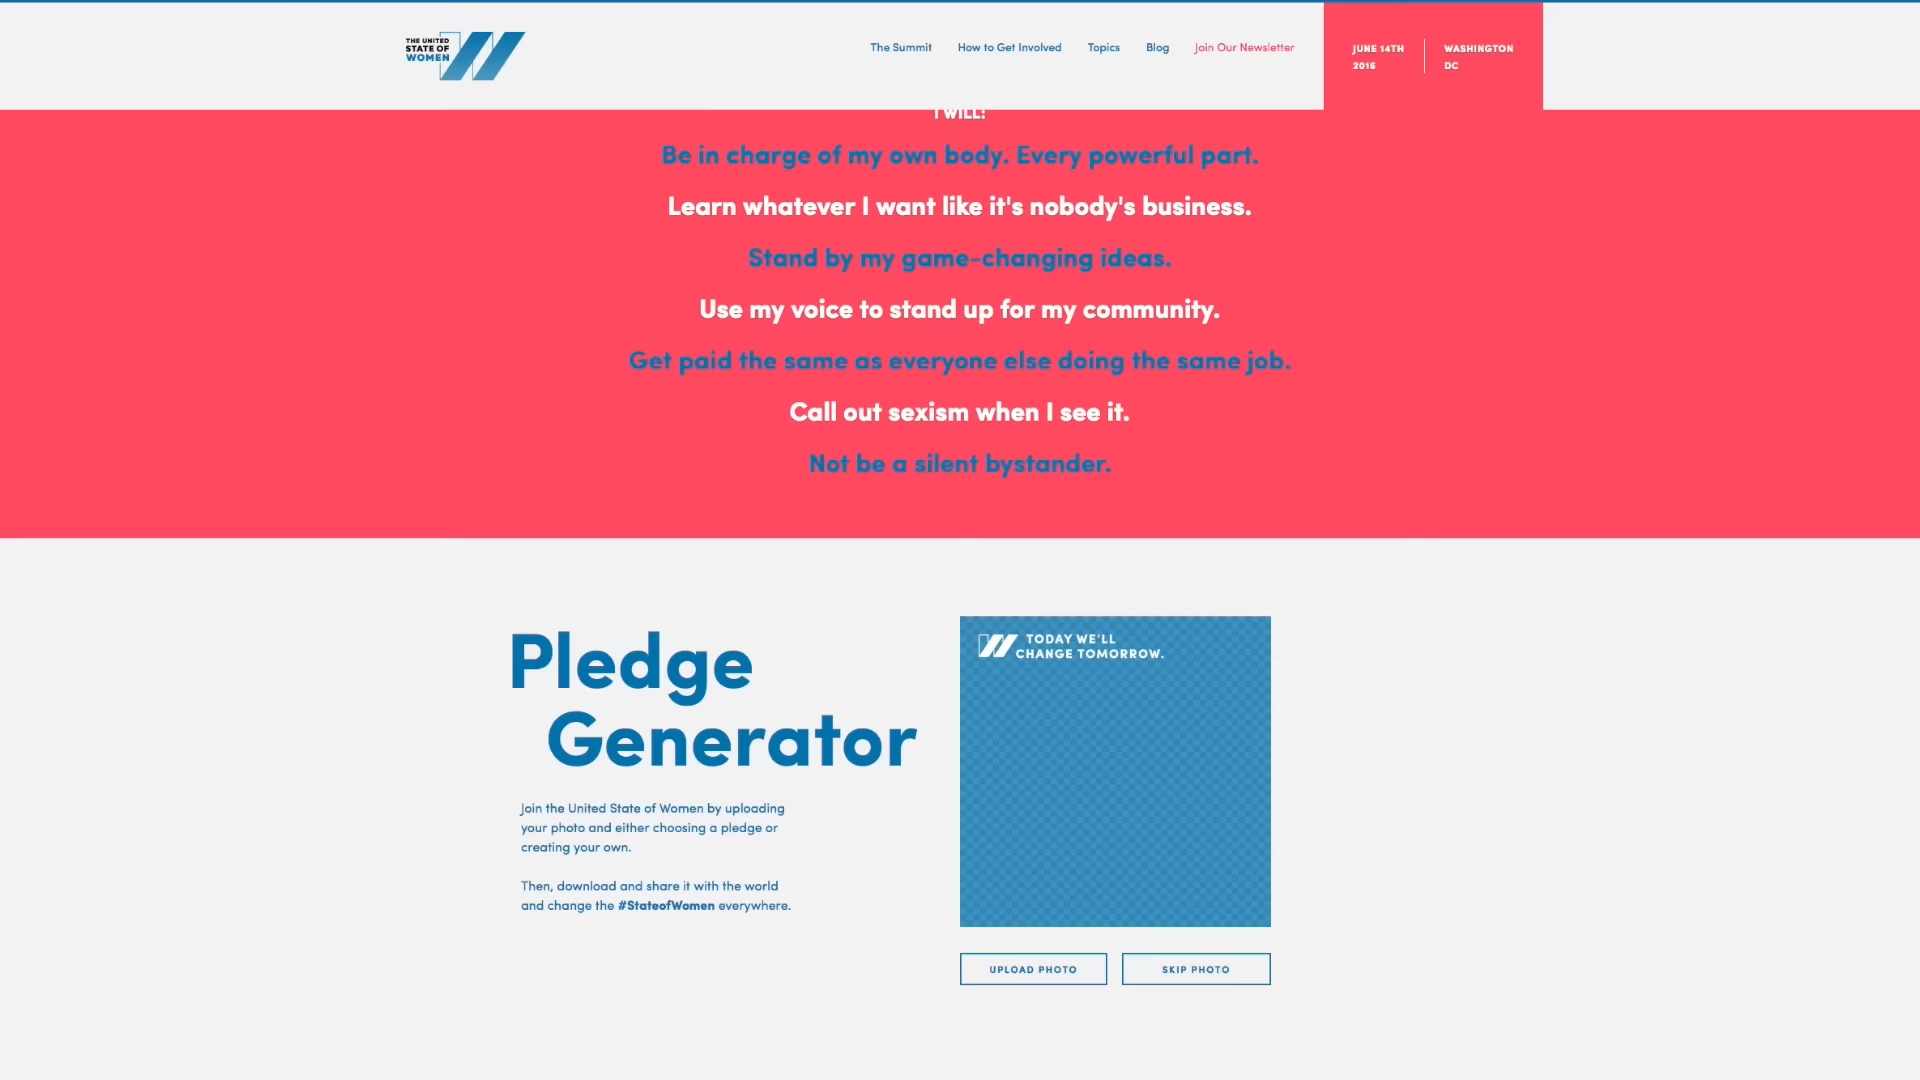 THE UNITED
STATE OF
WOMEN
The Summit
How to Get Involved
Topics
Blog
Join Our Newsletter
JUNE 14TH
2016
WASHINGTON
DC
I WILL:
Be in charge of my own body. Every powerful part.
Learn whatever I want like it's nobody's business.
Stand by my game-changing ideas.
Use my voice to stand up for my community.
Get paid the same as everyone else doing the same job.
Call out sexism when I see it.
Not be a silent bystander.
Pledge
Generator
Join the United State of Women by uploading
your photo and either choosing a pledge or
creating your own.
Then, download and share it with the world
and change the #StateofWomen everywhere.
TODAY WE'LL
CHANGE TOMORROW.
UPLOAD PHOTO
SKIP PHOTO